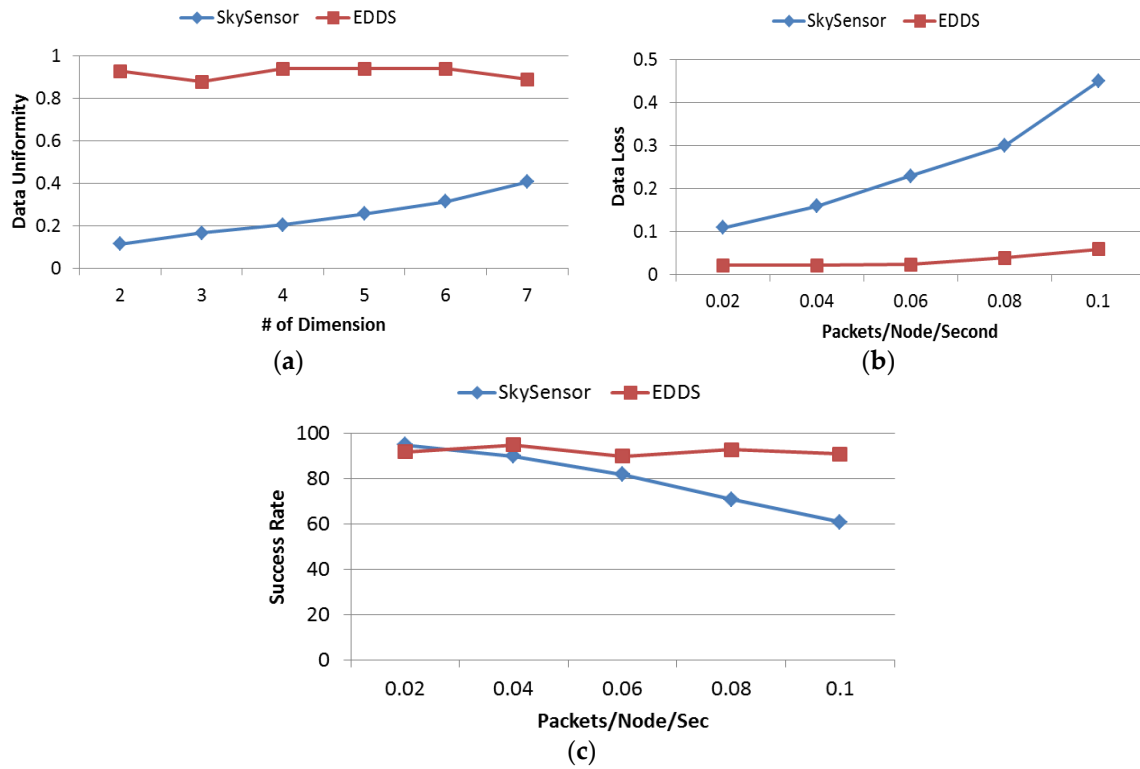 SkySensor EDDS
Data Uniformity
1
0.8
0.6
0.4
0.2
0
2 3 4 5 6 7
# of Dimension
(a)
SkySensor EDDS
Data Loss
0.5
0.4
0.3
0.2
0.1
0
0.02 0.04 0.06 0.08 0.1
Packets/Node/Second
(b)
SkySensor EDDS
Success Rate
100
80
60
40
20
0
0.02 0.04 0.06 0.08 0.1
Packets/Node/Sec
(c)